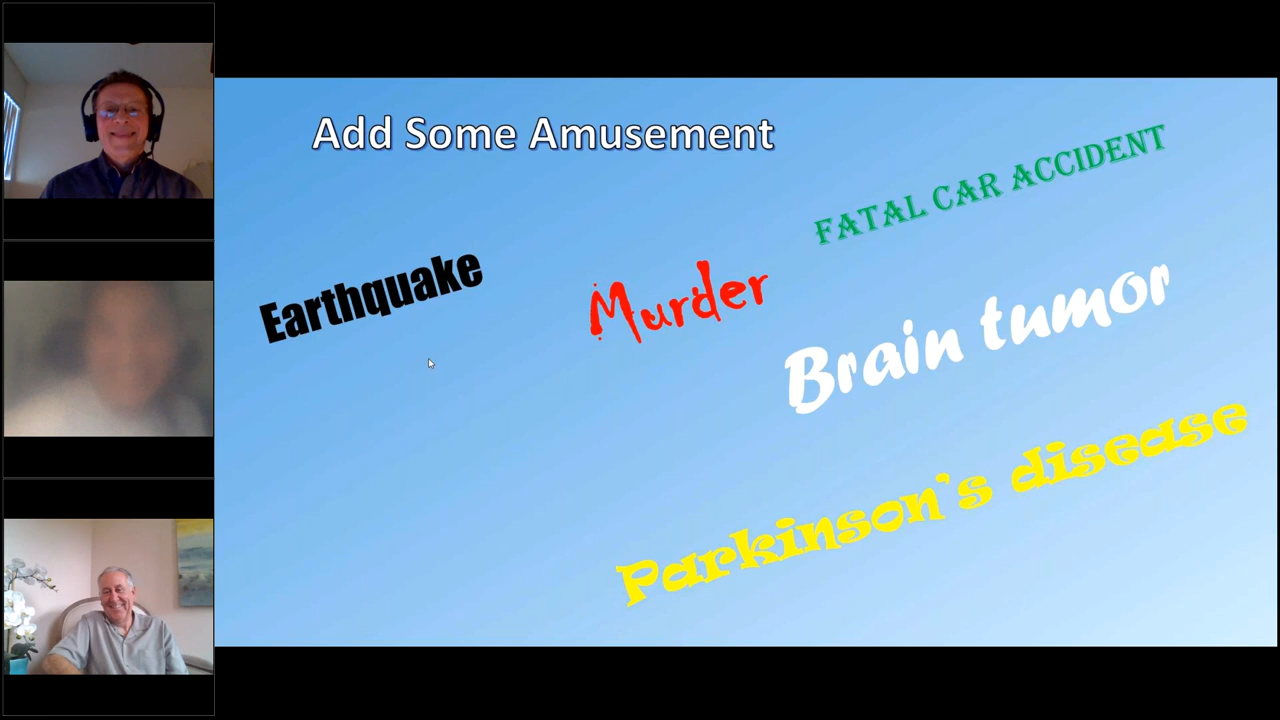 Add Some Amusement
FATAL CAR ACCIDENT
Earthquake
Murder
Brain tumor
Parkinson's disease